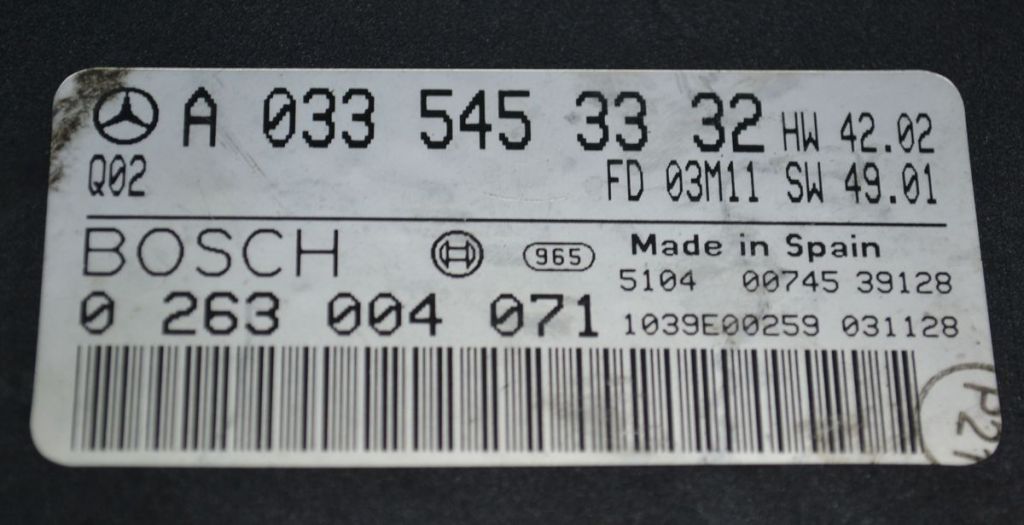 A 033 545 33 32 HW 42.02
Q02 FD 03M11 SW 49.01
BOSCH 965 Made in Spain
5104 00745 39128
0 263 004 071 1039E00259 031128
P21